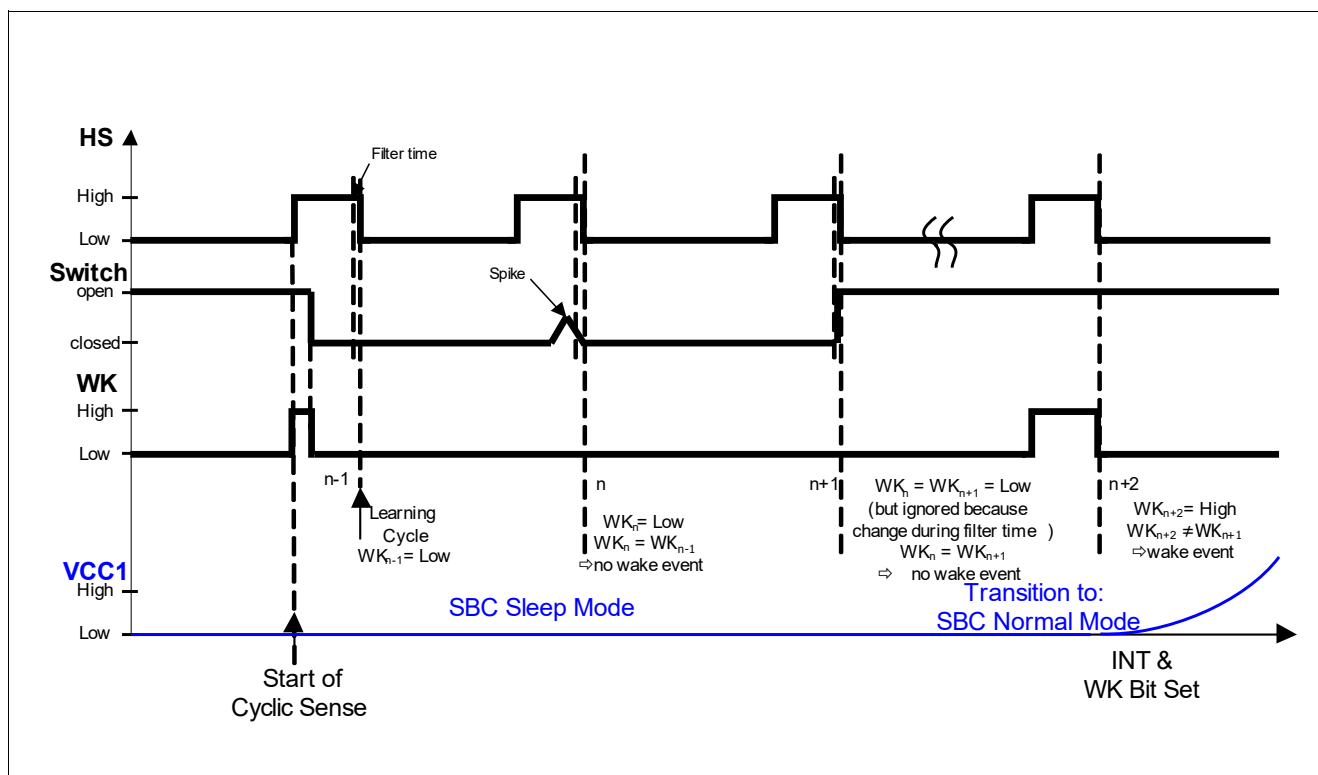 HS
Filter time
High
Low
Switch
open
Spike
closed
WK
High
Low
n-1
n
n+1
n+2
Learning
Cycle
WKn-1= Low
WKn= Low
WKn = WKn-1
⇨no wake event
WKn = WKn+1 = Low
(but ignored because
change during filter time )
WKn = WKn+1
⇨ no wake event
WKn+2= High
WKn+2 ≠WKn+1
⇨wake event
VCC1
High
Low
SBC Sleep Mode
Transition to:
SBC Normal Mode
Start of
Cyclic Sense
INT &
WK Bit Set